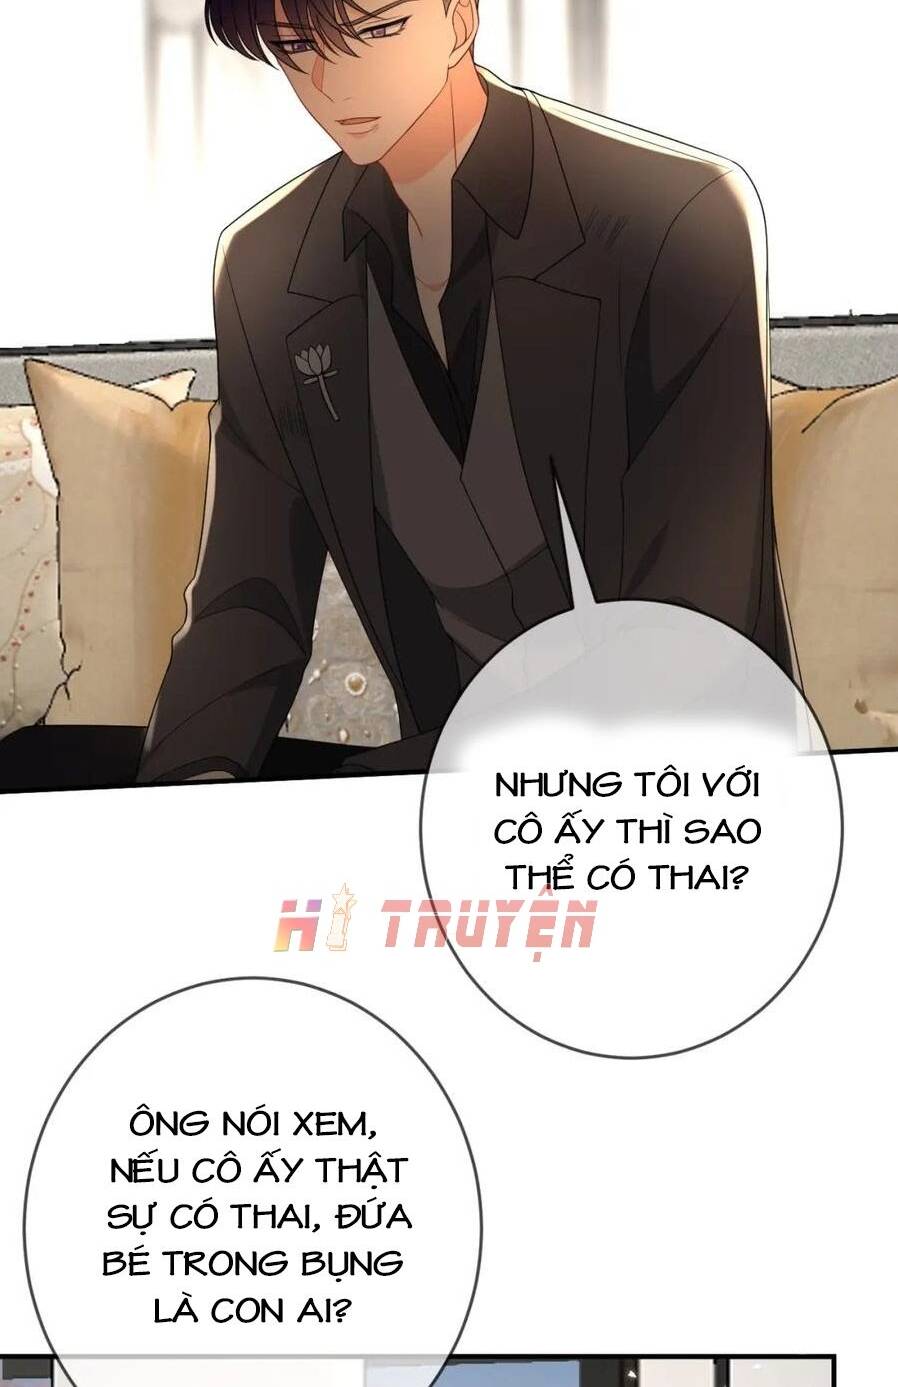 NHƯNG TÔI VỚI
CÔ ẤY THÌ SAO
THỂ CÓ THAI?
HI TRUYỆN
ÔNG NÓI XEM,
NẾU CÔ ẤY THẬT
SỰ CÓ THAI, ĐỨA
BÉ TRONG BỤNG
LÀ CON AI?